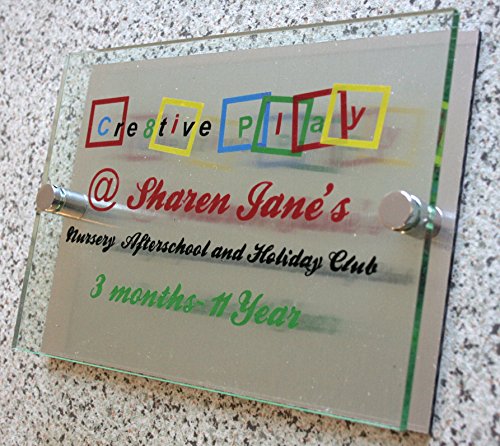 Cre8tive Play
@ Sharen Jane's
Nursery Afterschool and Holiday Club
3 months- 11 Year